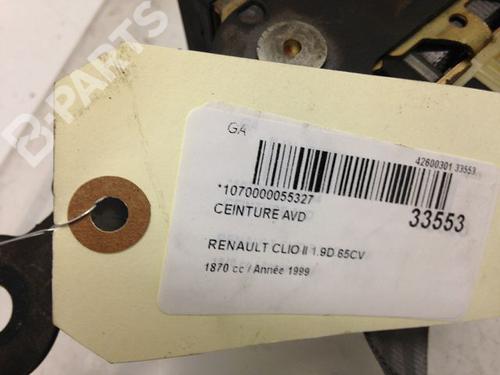 B-PARTS
GA
42600301 33553
*1070000055327
33553
CEINTURE AVD
RENAULT CLIO II 1.9D 65CV
1870 cc / Année 1999